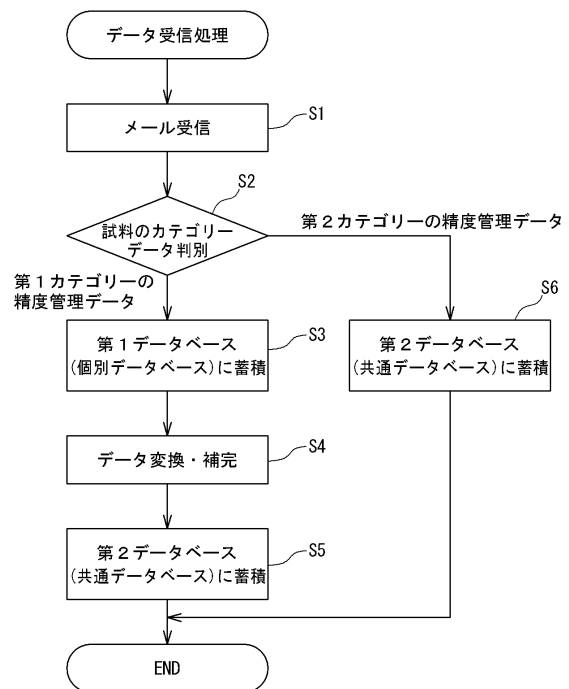 データ受信処理
メール受信
S1
S2
試料のカテゴリー
データ判別
第2カテゴリーの精度管理データ
第1カテゴリーの
精度管理データ
第1データベース
(個別データベース)に蓄積
S3
第2データベース
(共通データベース)に蓄積
S6
データ変換・補完
S4
第2データベース
(共通データベース)に蓄積
S5
END